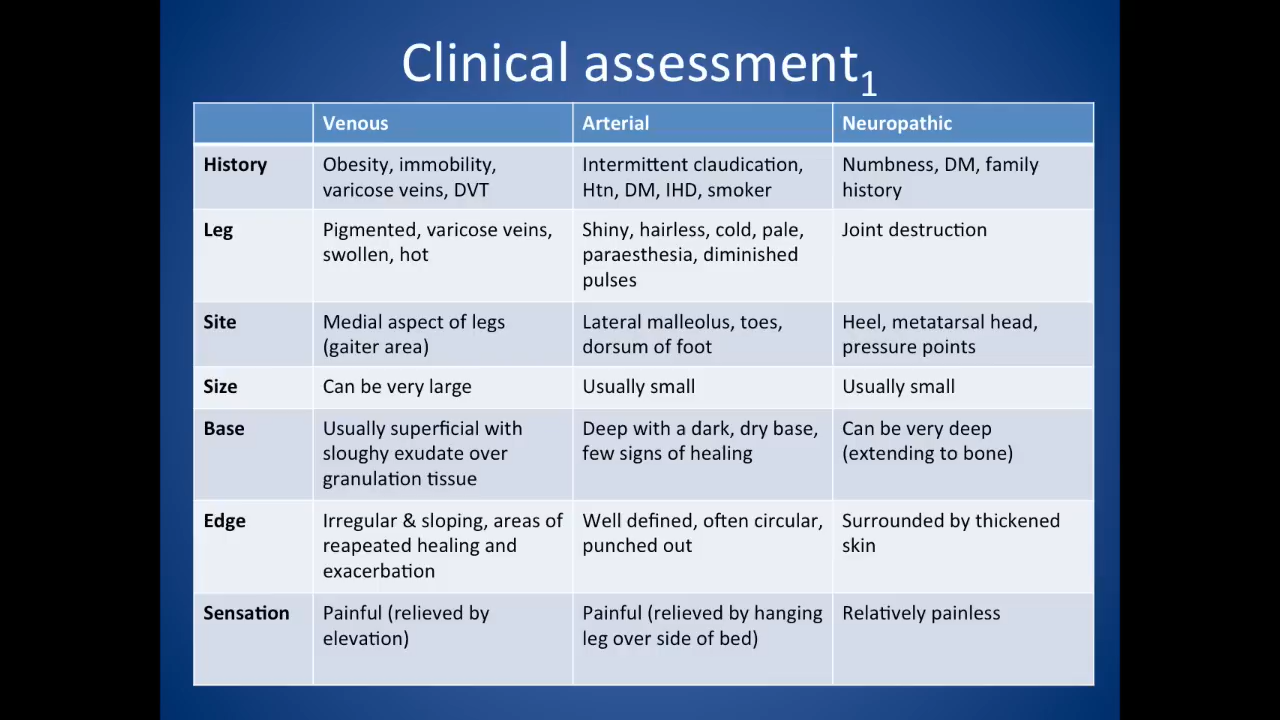 Clinical assessment1
Venous Arterial Neuropathic
History
Obesity, immobility,
varicose veins, DVT
Intermittent claudication,
Htn, DM, IHD, smoker
Numbness, DM, family
history
Leg
Pigmented, varicose veins,
swollen, hot
Shiny, hairless, cold, pale,
paraesthesia, diminished
pulses
Joint destruction
Site
Medial aspect of legs
(gaiter area)
Lateral malleolus, toes,
dorsum of foot
Heel, metatarsal head,
pressure points
Size
Can be very large
Usually small
Usually small
Base
Usually superficial with
sloughy exudate over
granulation tissue
Deep with a dark, dry base,
few signs of healing
Can be very deep
(extending to bone)
Edge
Irregular & sloping, areas of
reapeated healing and
exacerbation
Well defined, often circular,
punched out
Surrounded by thickened
skin
Sensation
Painful (relieved by
elevation)
Painful (relieved by hanging
leg over side of bed)
Relatively painless